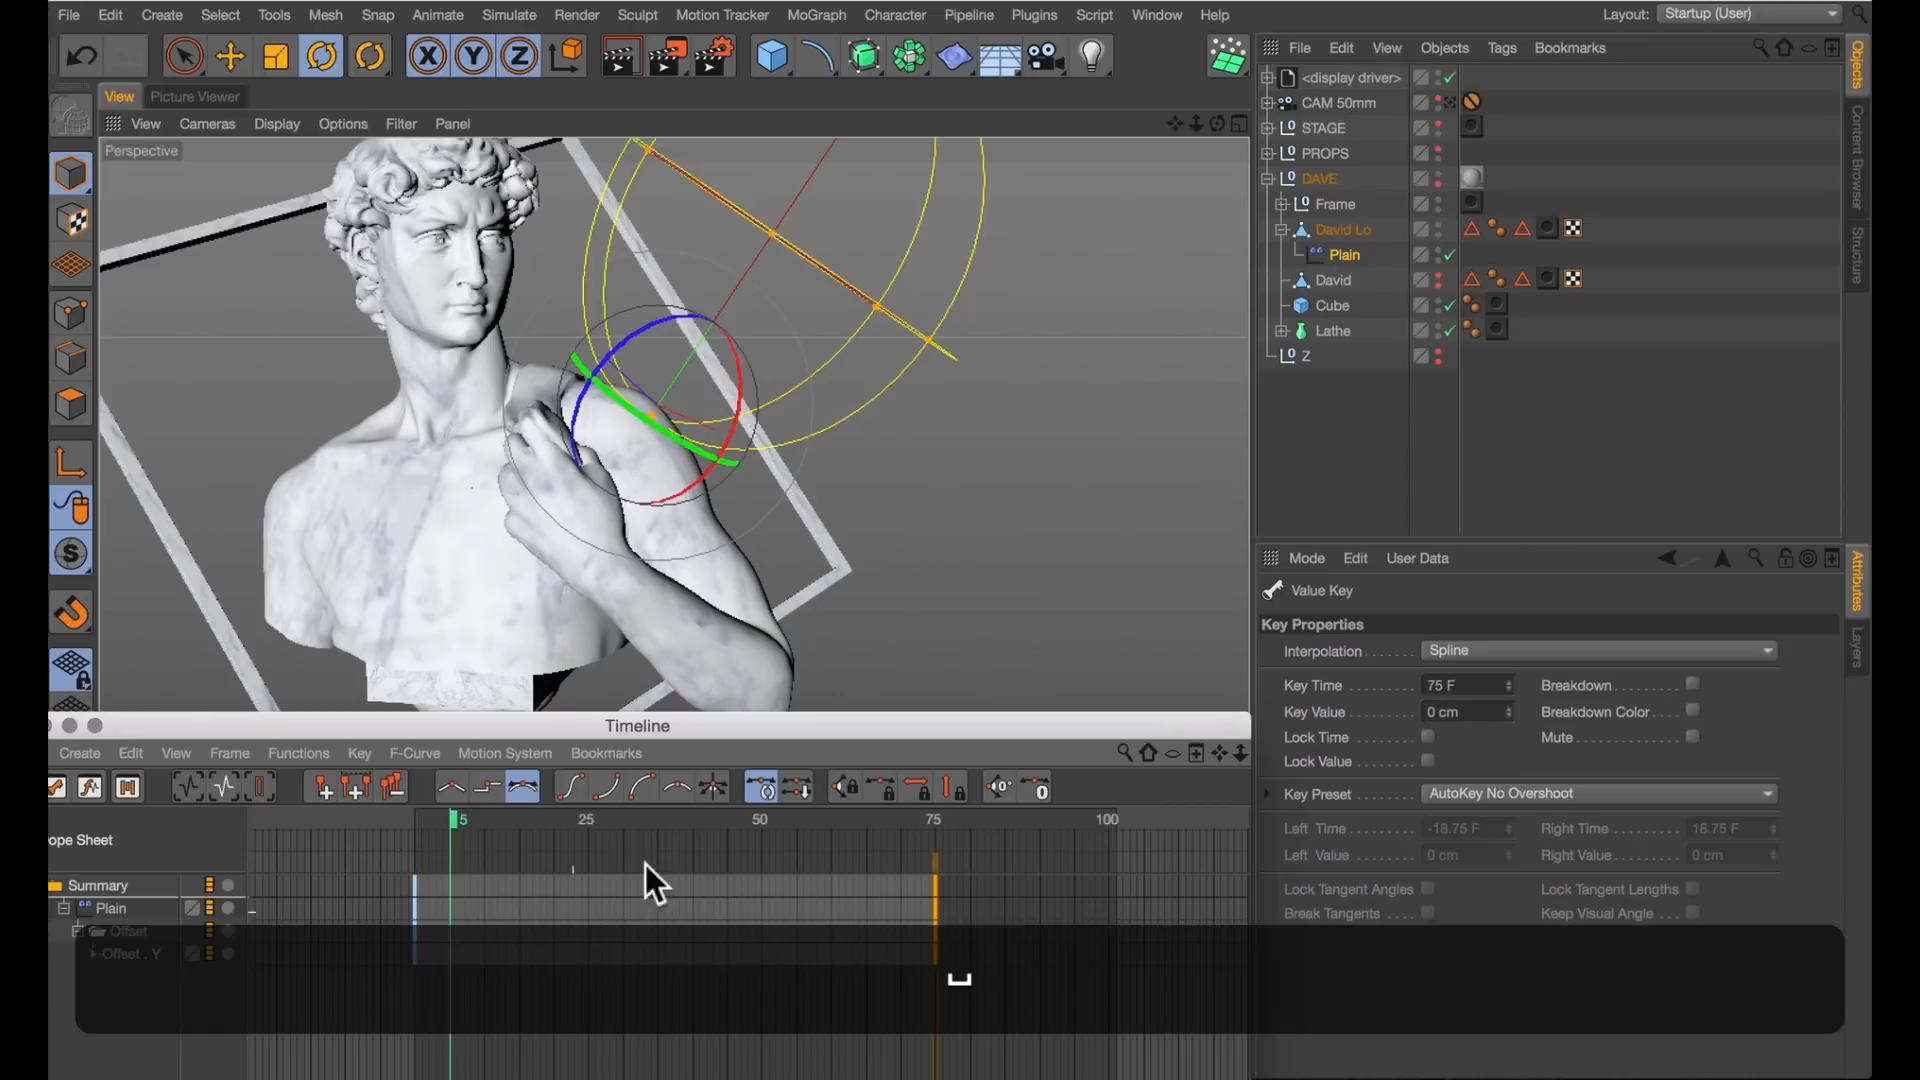 File Edit Create Select Tools Mesh Snap Animate Simulate Render Sculpt Motion Tracker MoGraph Character Pipeline Plugins Script Window Help
Layout: Startup (User)
X Y Z
File Edit View Objects Tags Bookmarks
View Picture Viewer
View Cameras Display Options Filter Panel
Perspective
<display driver>
CAM 50mm
STAGE
PROPS
DAVE
Frame
David Lo
Plain
David
Cube
Lathe
Z
Objects
Content Browser
Structure
Mode Edit User Data
Value Key
Key Properties
Interpolation Spline
Key Time 75 F Breakdown
Key Value 0 cm Breakdown Color
Lock Time Mute
Lock Value
Key Preset AutoKey No Overshoot
Left Time -18.75 F Right Time 18.75 F
Left Value 0 cm Right Value 0 cm
Lock Tangent Angles Lock Tangent Lengths
Break Tangents Keep Visual Angle
Attributes
Layers
Timeline
Create Edit View Frame Functions Key F-Curve Motion System Bookmarks
5 25 50 75 100
ope Sheet
Summary
Plain
Offset
Offset . Y